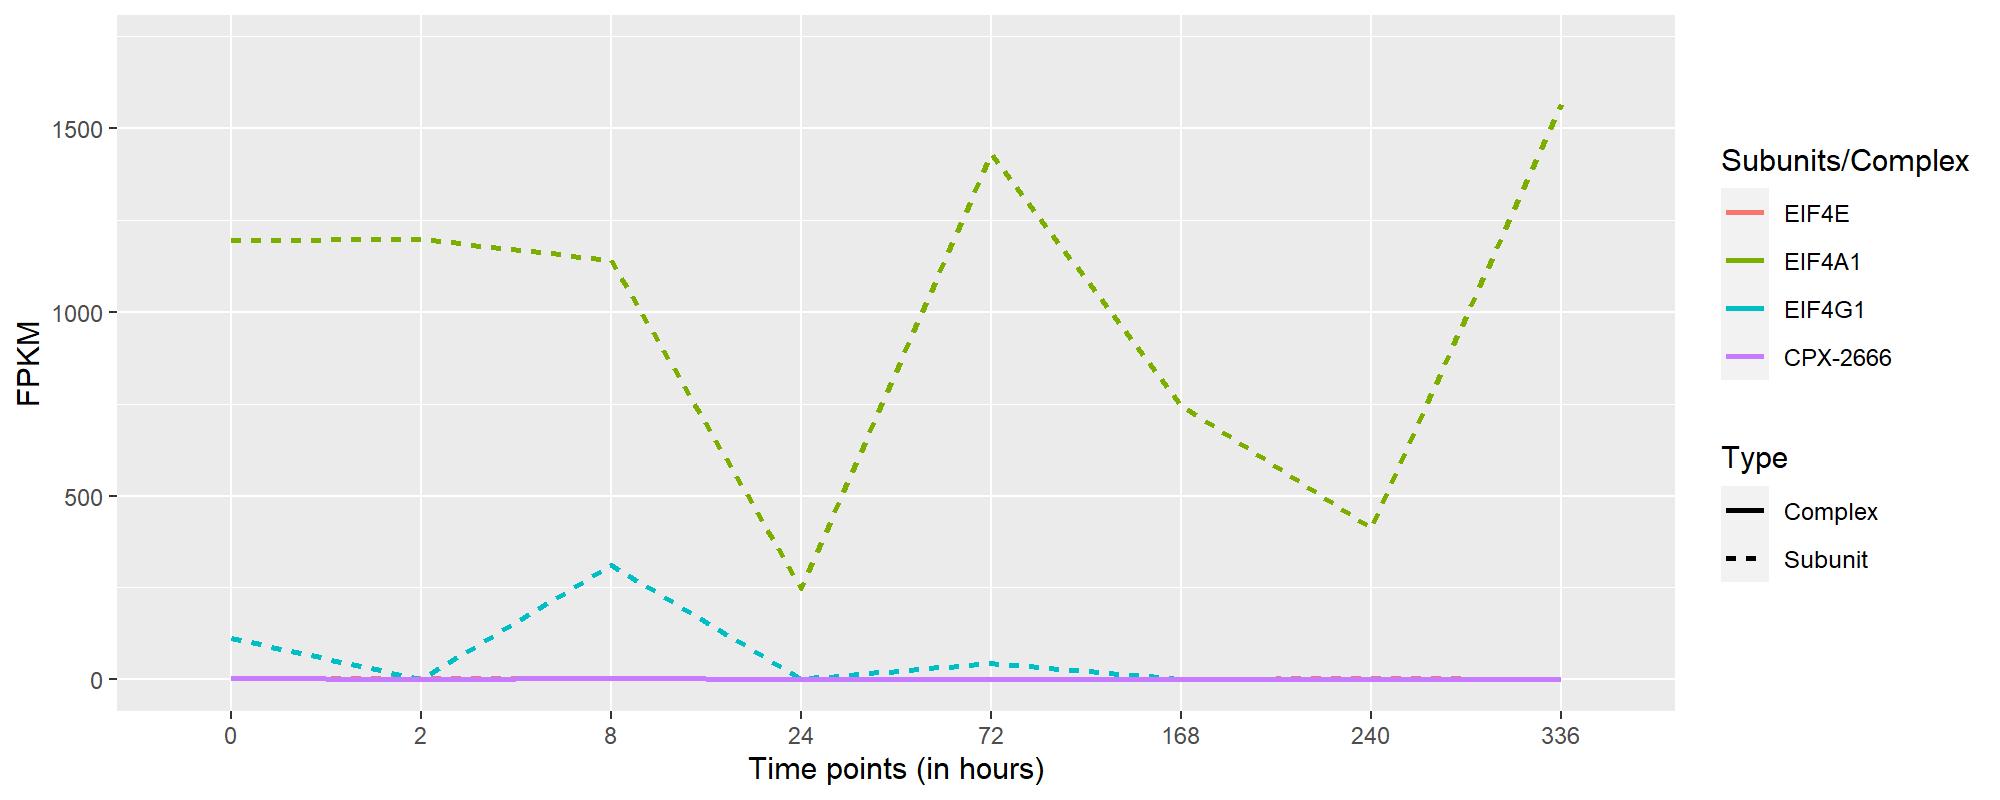 FPKM
1500
1000
500
0
0 2 8 24 72 168 240 336
Time points (in hours)
Subunits/Complex
EIF4E
EIF4A1
EIF4G1
CPX-2666
Type
Complex
Subunit